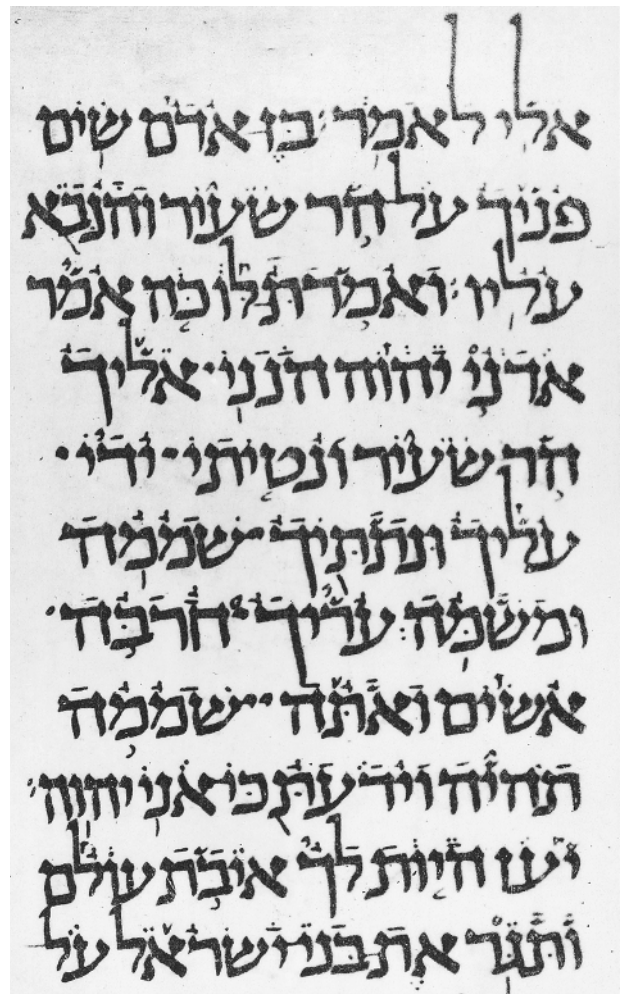 אלי לאמר׃ בן אדם שים
פניך על הר שעיר והנבא
עליו׃ ואמרת לו כה אמר
אדני יהוה הנני אליך
הר שעיר ונטיתי ידי
עליך ונתתיך שממה
ומשמה׃ עריך חרבה
אשים ואתה שממה
תהיה וידעת כי אני יהוה׃
יען היות לך איבת עולם
ותגר את בני ישראל על